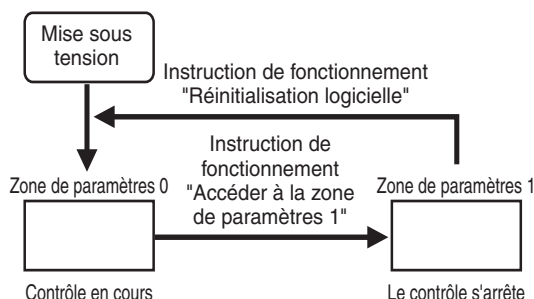 Mise sous
tension
Instruction de fonctionnement
"Réinitialisation logicielle"
Instruction de
fonctionnement
"Accéder à la zone
de paramètres 1"
Zone de paramètres 0
Zone de paramètres 1
Contrôle en cours
Le contrôle s'arrête